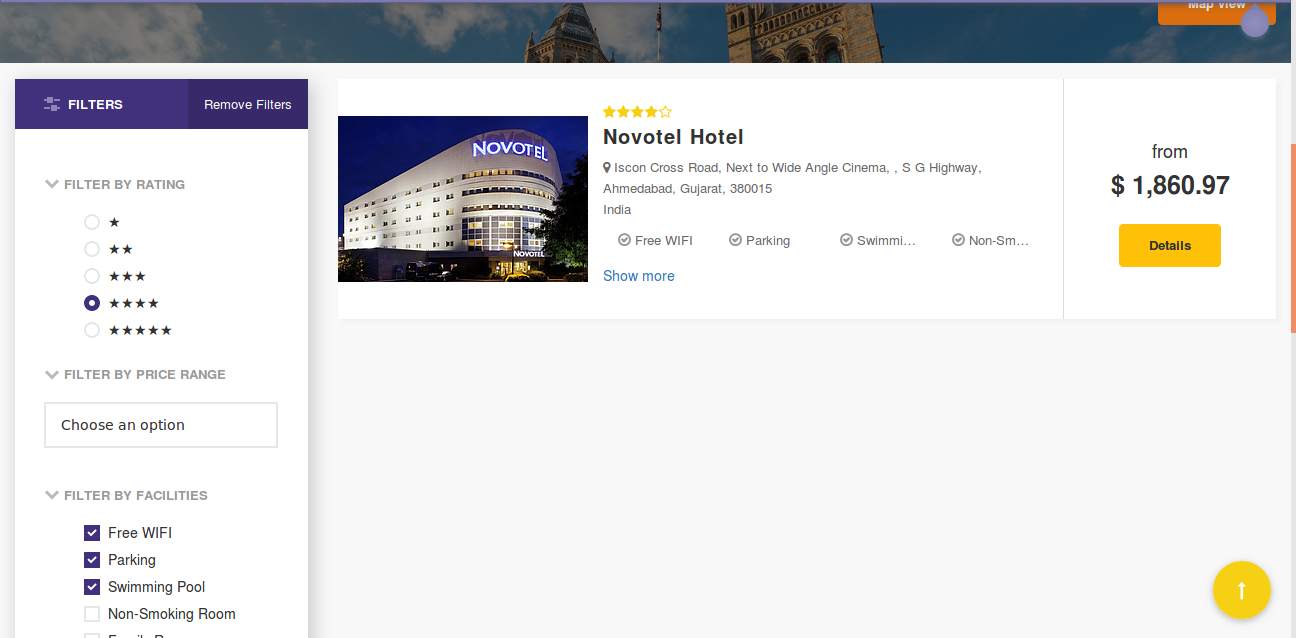 Map View
FILTERS
Remove Filters
FILTER BY RATING
FILTER BY PRICE RANGE
Choose an option
FILTER BY FACILITIES
Free WIFI
Parking
Swimming Pool
Non-Smoking Room
NOVOTEL
NOVOTEL
Novotel Hotel
Iscon Cross Road, Next to Wide Angle Cinema, , S G Highway,
Ahmedabad, Gujarat, 380015
India
Free WIFI Parking Swimmi... Non-Sm...
Show more
from
$ 1,860.97
Details